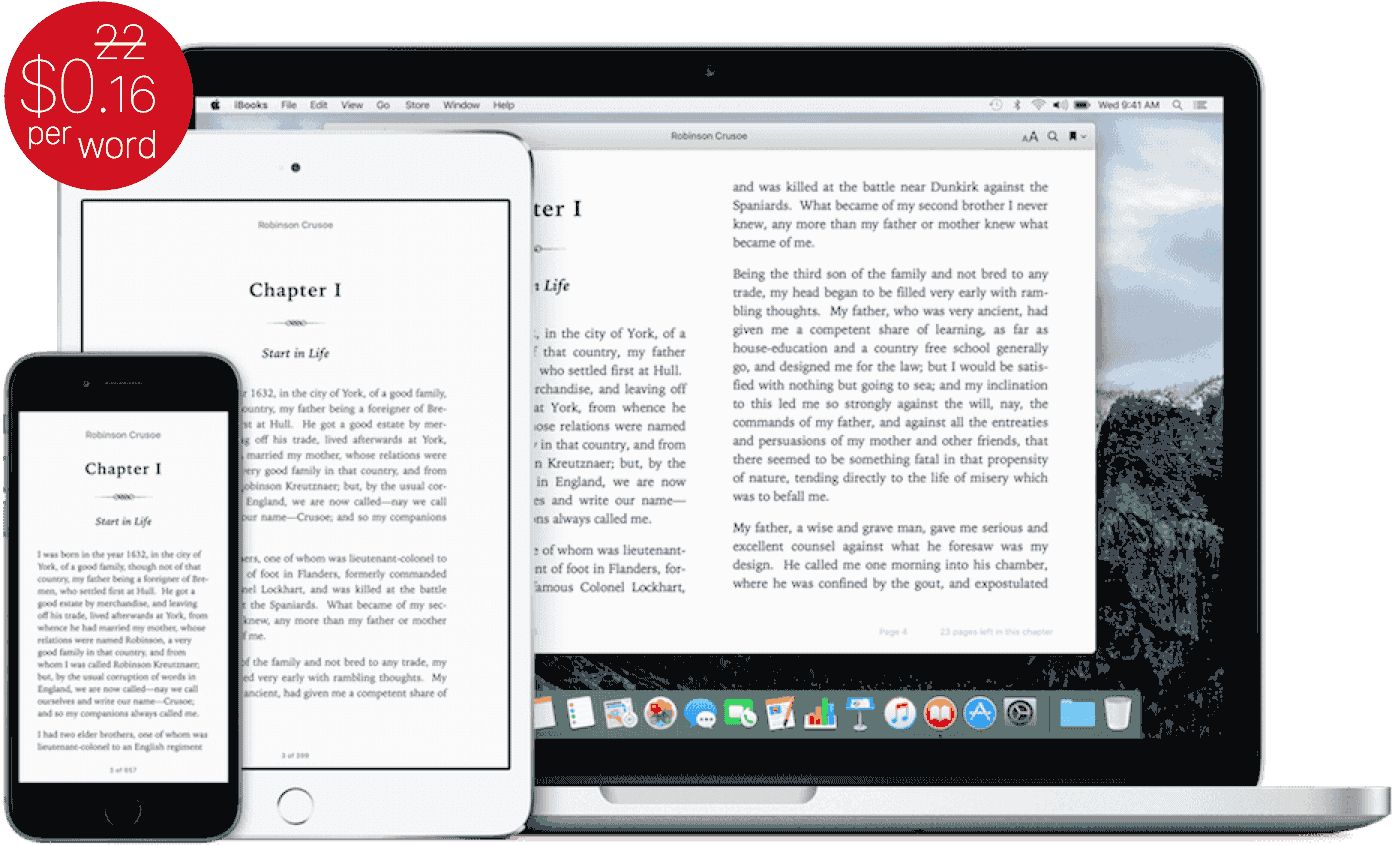 22
$0.16
per word
iBooks File Edit View Go Store Window Help
Wed 9:41 AM
Robinson Crusoe
AA
ter I
n Life
, in the city of York, of a
f that country, my father
who settled first at Hull.
rchandise, and leaving off
at York, from whence he
ose relations were named
y in that country, and from
n Kreutznaer; but, by the
in England, we are now
es and write our name—
ns always called me.
e of whom was lieutenant-
nt of foot in Flanders, for-
famous Colonel Lockhart,
and was killed at the battle near Dunkirk against the
Spaniards. What became of my second brother I never
knew, any more than my father or mother knew what
became of me.
Being the third son of the family and not bred to any
trade, my head began to be filled very early with ram-
bling thoughts. My father, who was very ancient, had
given me a competent share of learning, as far as
house-education and a country free school generally
go, and designed me for the law; but I would be satis-
fied with nothing but going to sea; and my inclination
to this led me so strongly against the will, nay, the
commands of my father, and against all the entreaties
and persuasions of my mother and other friends, that
there seemed to be something fatal in that propensity
of nature, tending directly to the life of misery which
was to befall me.
My father, a wise and grave man, gave me serious and
excellent counsel against what he foresaw was my
design. He called me one morning into his chamber,
where he was confined by the gout, and expostulated
Page 4
23 pages left in this chapter
Robinson Crusoe
Chapter I
Start in Life
r 1632, in the city of York, of a good family,
ountry, my father being a foreigner of Bre-
st at Hull. He got a good estate by mer-
g off his trade, lived afterwards at York,
married my mother, whose relations were
very good family in that country, and from
obinson Kreutznaer; but, by the usual cor-
England, we are now called—nay we call
our name—Crusoe; and so my companions
ers, one of whom was lieutenant-colonel to
of foot in Flanders, formerly commanded
nel Lockhart, and was killed at the battle
t the Spaniards. What became of my sec-
knew, any more than my father or mother
f me.
of the family and not bred to any trade, my
ed very early with rambling thoughts. My
ancient, had given me a competent share of
3 of 399
Robinson Crusoe
Chapter I
Start in Life
I was born in the year 1632, in the city of
York, of a good family, though not of that
country, my father being a foreigner of Bre-
men, who settled first at Hull. He got a
good estate by merchandise, and leaving
off his trade, lived afterwards at York, from
whence he had married my mother, whose
relations were named Robinson, a very
good family in that country, and from
whom I was called Robinson Kreutznaer;
but, by the usual corruption of words in
England, we are now called—nay we call
ourselves and write our name—Crusoe;
and so my companions always called me.
I had two elder brothers, one of whom was
lieutenant-colonel to an English regiment
3 of 657